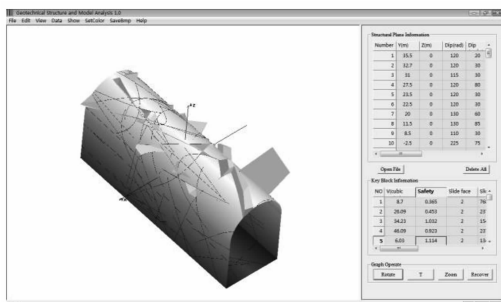 Geotechnical Structure and Model Analysis 1.0
File Edit View Data Show SetColor SaveBmp Help
Structural Plane Information
Number Y(m) Z(m) Dip(rad) Dip
1 35.5 0 120 20
2 32.7 0 120 30
3 31 0 115 30
4 27.5 0 120 80
5 23.5 0 120 30
6 22.5 0 120 30
7 20 0 130 60
8 11.5 0 130 85
9 8.5 0 110 30
10 -2.5 0 225 75
Open File Delete All
Key Block Information
NO V(cubic Safety Slide face
1 8.7 0.365 2
2 26.09 0.453 2
3 34.23 1.012 2
4 46.09 0.923 2
5 6.03 1.114 2
Graph Operate
Rotate T Zoom Recover